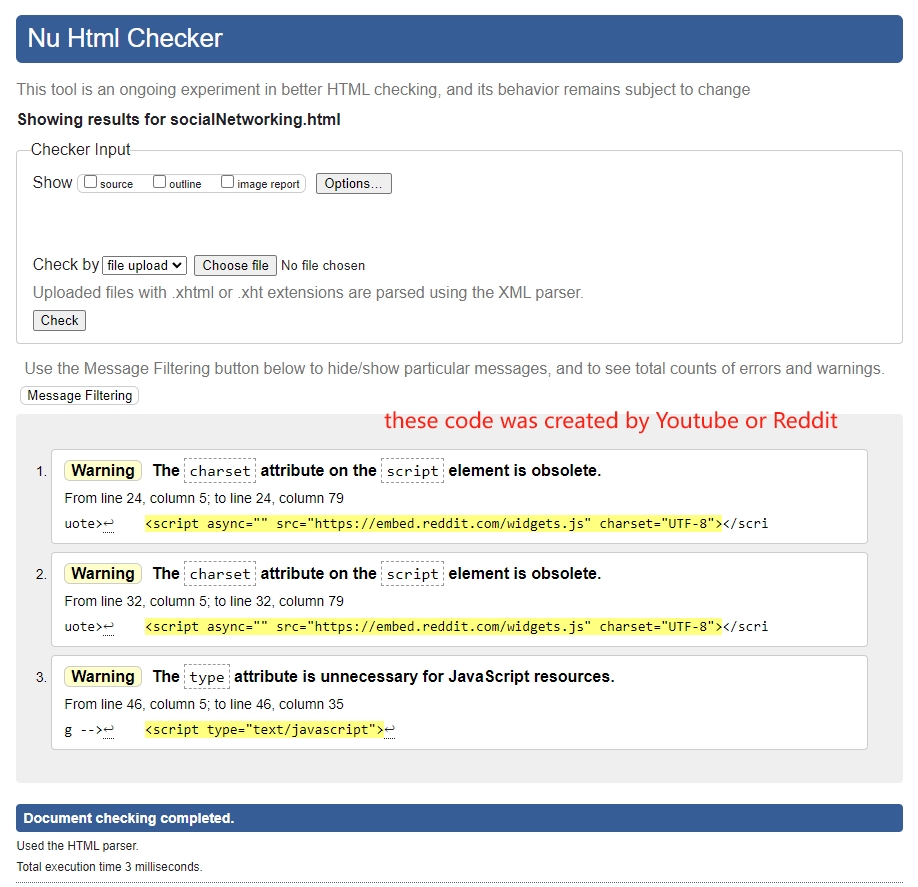 Nu Html Checker
This tool is an ongoing experiment in better HTML checking, and its behavior remains subject to change
Showing results for socialNetworking.html
Checker Input
Show source outline image report Options...
Check by file upload Choose file No file chosen
Uploaded files with .xhtml or .xht extensions are parsed using the XML parser.
Check
Use the Message Filtering button below to hide/show particular messages, and to see total counts of errors and warnings.
Message Filtering
these code was created by Youtube or Reddit
1. Warning The charset attribute on the script element is obsolete.
From line 24, column 5; to line 24, column 79
uote>↩ <script async="" src="https://embed.reddit.com/widgets.js" charset="UTF-8"></scri
2. Warning The charset attribute on the script element is obsolete.
From line 32, column 5; to line 32, column 79
uote>↩ <script async="" src="https://embed.reddit.com/widgets.js" charset="UTF-8"></scri
3. Warning The type attribute is unnecessary for JavaScript resources.
From line 46, column 5; to line 46, column 35
g -->↩ <script type="text/javascript">↩
Document checking completed.
Used the HTML parser.
Total execution time 3 milliseconds.